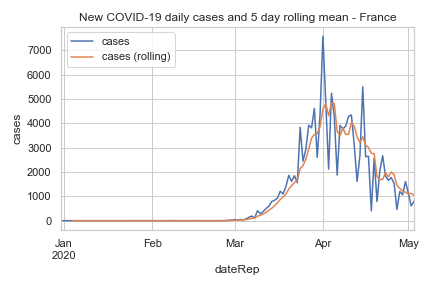 New COVID-19 daily cases and 5 day rolling mean - France
cases
cases (rolling)
7000
6000
5000
4000
3000
2000
1000
0
cases
Jan
2020
Feb
Mar
Apr
May
dateRep